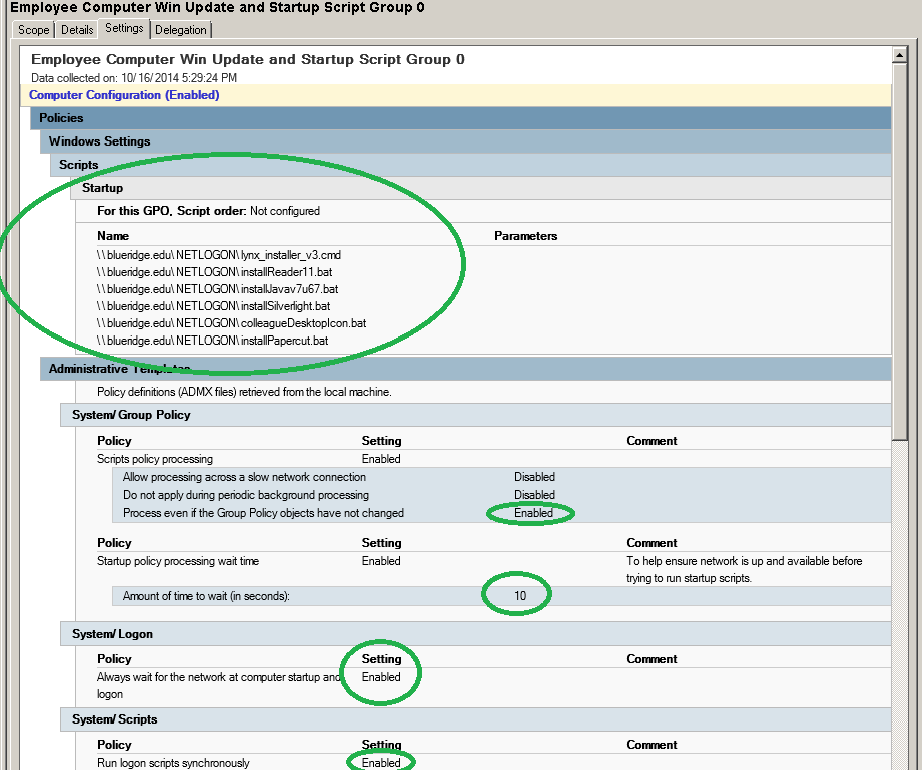 Employee Computer Win Update and Startup Script Group 0
Scope Details Settings Delegation
Employee Computer Win Update and Startup Script Group 0
Data collected on: 10/16/2014 5:29:24 PM
Computer Configuration (Enabled)
Policies
Windows Settings
Scripts
Startup
For this GPO, Script order: Not configured
Name Parameters
\\blueridge.edu\NETLOGON\lynx_installer_v3.cmd
\\blueridge.edu\NETLOGON\installReader11.bat
\\blueridge.edu\NETLOGON\installJavav7u67.bat
\\blueridge.edu\NETLOGON\installSilverlight.bat
\\blueridge.edu\NETLOGON\colleagueDesktopIcon.bat
\\blueridge.edu\NETLOGON\installPapercut.bat
Administrative Templates
Policy definitions (ADMX files) retrieved from the local machine.
System/Group Policy
Policy Setting Comment
Scripts policy processing Enabled
Allow processing across a slow network connection Disabled
Do not apply during periodic background processing Disabled
Process even if the Group Policy objects have not changed Enabled
Policy Setting Comment
Startup policy processing wait time Enabled To help ensure network is up and available before
trying to run startup scripts.
Amount of time to wait (in seconds): 10
System/Logon
Policy Setting Comment
Always wait for the network at computer startup and Enabled
logon
System/Scripts
Policy Setting Comment
Run logon scripts synchronously Enabled